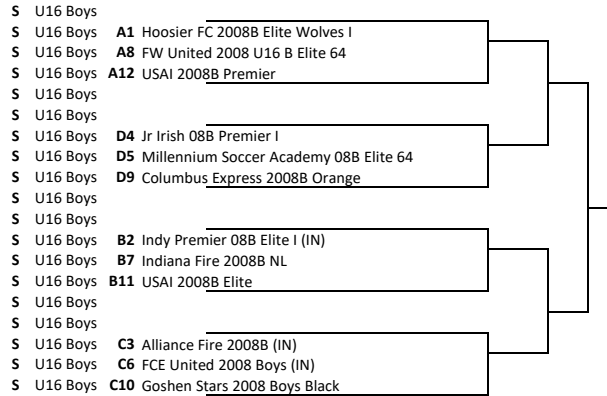 S U16 Boys
S U16 Boys A1 Hoosier FC 2008B Elite Wolves I
S U16 Boys A8 FW United 2008 U16 B Elite 64
S U16 Boys A12 USAI 2008B Premier
S U16 Boys
S U16 Boys
S U16 Boys D4 Jr Irish 08B Premier I
S U16 Boys D5 Millennium Soccer Academy 08B Elite 64
S U16 Boys D9 Columbus Express 2008B Orange
S U16 Boys
S U16 Boys
S U16 Boys B2 Indy Premier 08B Elite I (IN)
S U16 Boys B7 Indiana Fire 2008B NL
S U16 Boys B11 USAI 2008B Elite
S U16 Boys
S U16 Boys
S U16 Boys C3 Alliance Fire 2008B (IN)
S U16 Boys C6 FCE United 2008 Boys (IN)
S U16 Boys C10 Goshen Stars 2008 Boys Black